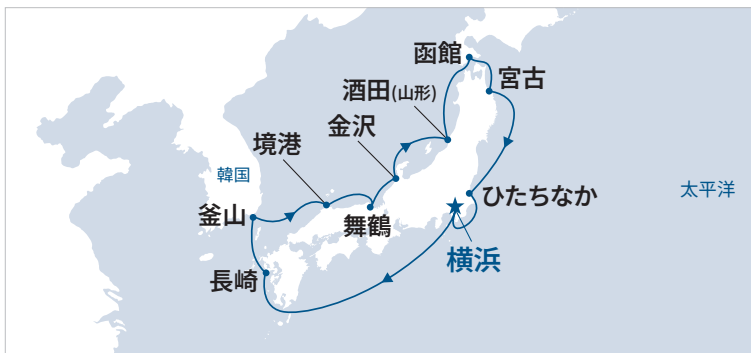 函館
宮古
酒田(山形)
金沢
境港
韓国
ひたちなか
太平洋
釜山
舞鶴
横浜
長崎